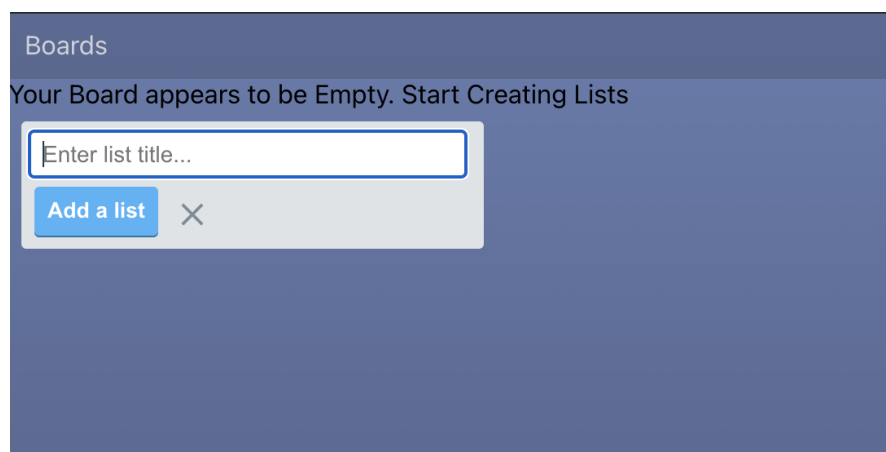 Boards
Your Board appears to be Empty. Start Creating Lists
Enter list title...
Add a list